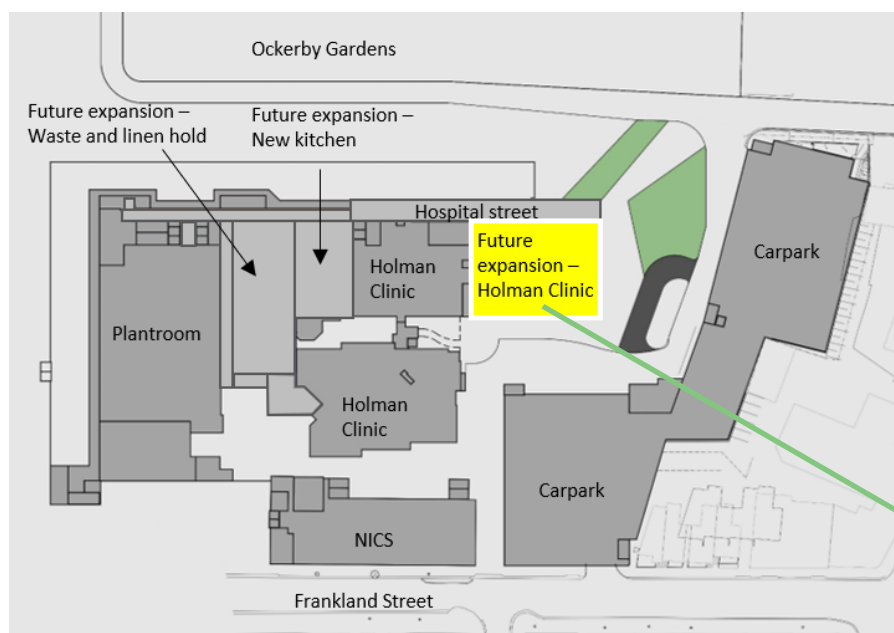 Ockerby Gardens
Future expansion –
Waste and linen hold
Future expansion –
New kitchen
Hospital street
Future
expansion –
Holman Clinic
Carpark
Holman
Clinic
Plantroom
Holman
Clinic
Carpark
NICS
Frankland Street